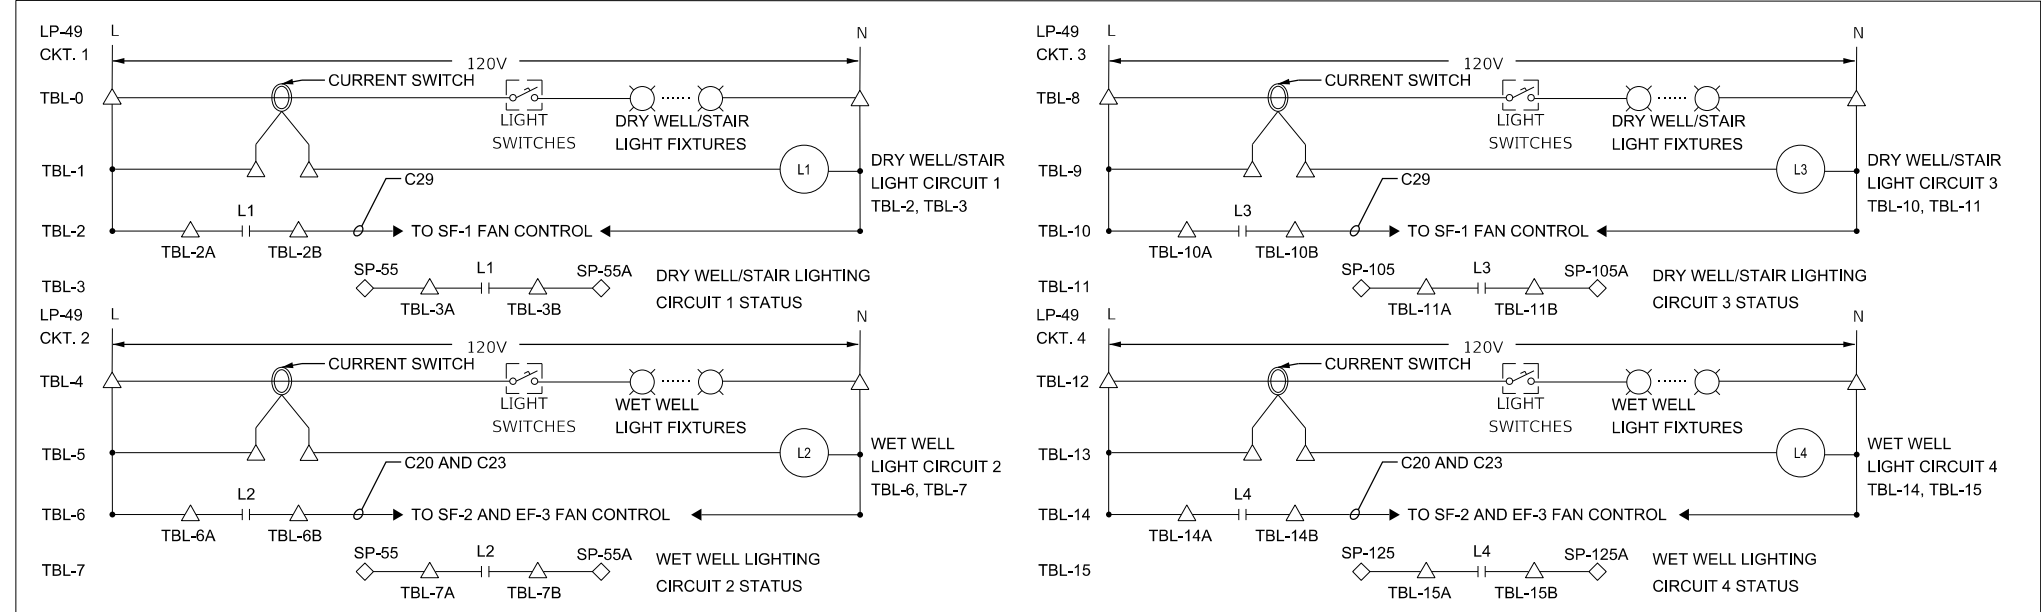 LP-49 L N
CKT. 1
120V
CURRENT SWITCH
TBL-0
LIGHT
SWITCHES
DRY WELL/STAIR
LIGHT FIXTURES
TBL-1
L1
DRY WELL/STAIR
LIGHT CIRCUIT 1
TBL-2, TBL-3
C29
TBL-2
L1
TO SF-1 FAN CONTROL
TBL-2A TBL-2B
TBL-3
SP-55 L1 SP-55A
TBL-3A TBL-3B
DRY WELL/STAIR LIGHTING
CIRCUIT 1 STATUS
LP-49 L N
CKT. 2
120V
CURRENT SWITCH
TBL-4
LIGHT
SWITCHES
WET WELL
LIGHT FIXTURES
TBL-5
L2
WET WELL
LIGHT CIRCUIT 2
TBL-6, TBL-7
C20 AND C23
TBL-6
L2
TO SF-2 AND EF-3 FAN CONTROL
TBL-6A TBL-6B
TBL-7
SP-55 L2 SP-55A
TBL-7A TBL-7B
WET WELL LIGHTING
CIRCUIT 2 STATUS
LP-49 L N
CKT. 3
120V
CURRENT SWITCH
TBL-8
LIGHT
SWITCHES
DRY WELL/STAIR
LIGHT FIXTURES
TBL-9
L3
DRY WELL/STAIR
LIGHT CIRCUIT 3
TBL-10, TBL-11
C29
TBL-10
L3
TO SF-1 FAN CONTROL
TBL-10A TBL-10B
TBL-11
SP-105 L3 SP-105A
TBL-11A TBL-11B
DRY WELL/STAIR LIGHTING
CIRCUIT 3 STATUS
LP-49 L N
CKT. 4
120V
CURRENT SWITCH
TBL-12
LIGHT
SWITCHES
WET WELL
LIGHT FIXTURES
TBL-13
L4
WET WELL
LIGHT CIRCUIT 4
TBL-14, TBL-15
C20 AND C23
TBL-14
L4
TO SF-2 AND EF-3 FAN CONTROL
TBL-14A TBL-14B
TBL-15
SP-125 L4 SP-125A
TBL-15A TBL-15B
WET WELL LIGHTING
CIRCUIT 4 STATUS